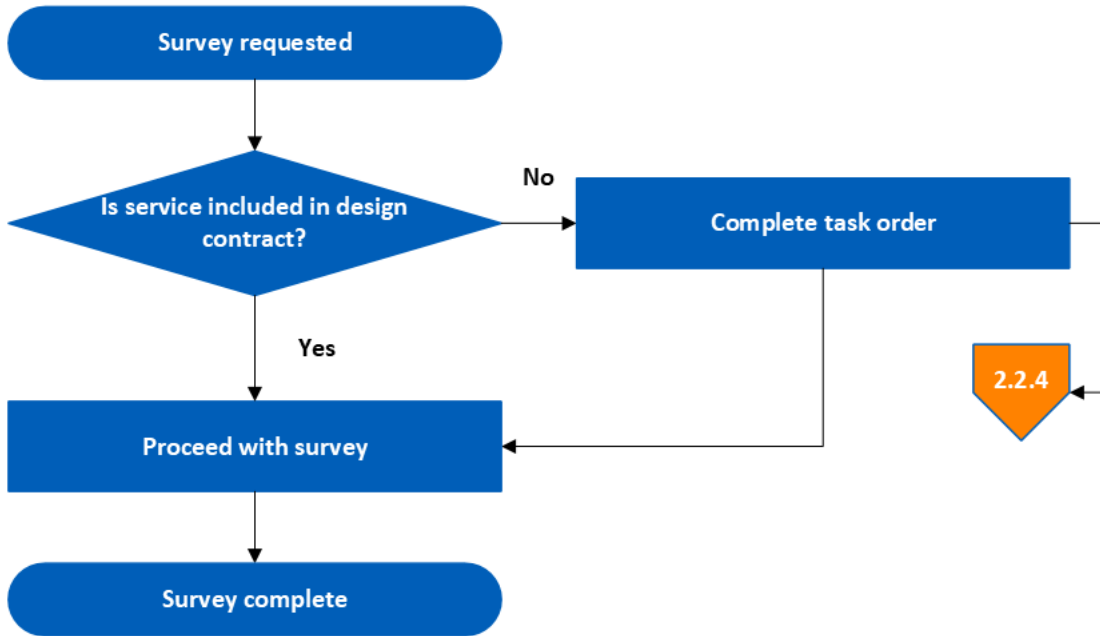 Survey requested
Is service included in design
contract?
No
Complete task order
Yes
2.2.4
Proceed with survey
Survey complete